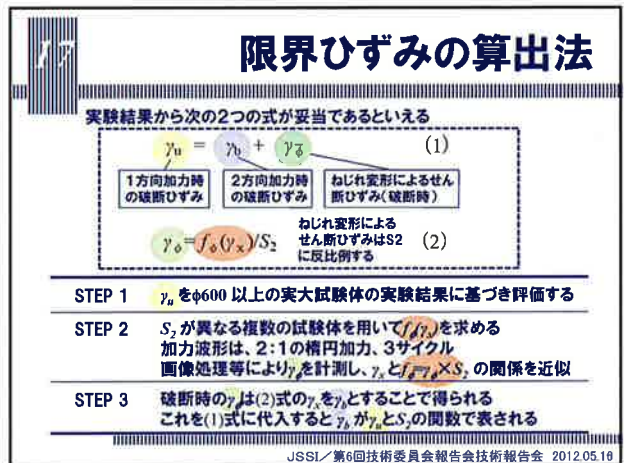 17
限界ひずみの算出法
実験結果から次の2つの式が妥当であるといえる
γu = γb + γφ (1)
1方向加力時の破断ひずみ
2方向加力時の破断ひずみ
ねじれ変形によるせん断ひずみ(破断時)
γφ=fφ(γx)/S2
ねじれ変形によるせん断ひずみはS2に反比例する
(2)
STEP 1 γuをφ600 以上の実大試験体の実験結果に基づき評価する
STEP 2 S2 が異なる複数の試験体を用いてfφ(γx)を求める
加力波形は、2:1の楕円加力、3サイクル
画像処理等によりγφを計測し、γxとfφ=γφ×S2 の関係を近似
STEP 3 破断時のγφは(2)式のγxをγbとすることで得られる
これを(1)式に代入すると γb がγuとS2の関数で表される
JSSI/第6回技術委員会報告会技術報告会 2012.05.16